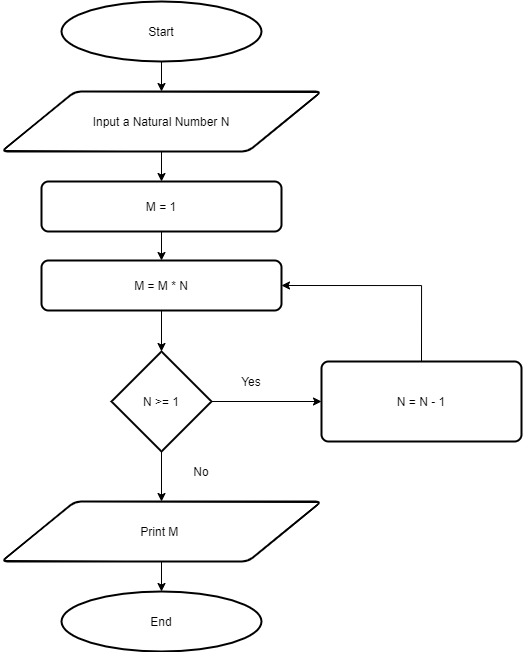 Start
Input a Natural Number N
M = 1
M = M * N
N >= 1
Yes
N = N - 1
No
Print M
End